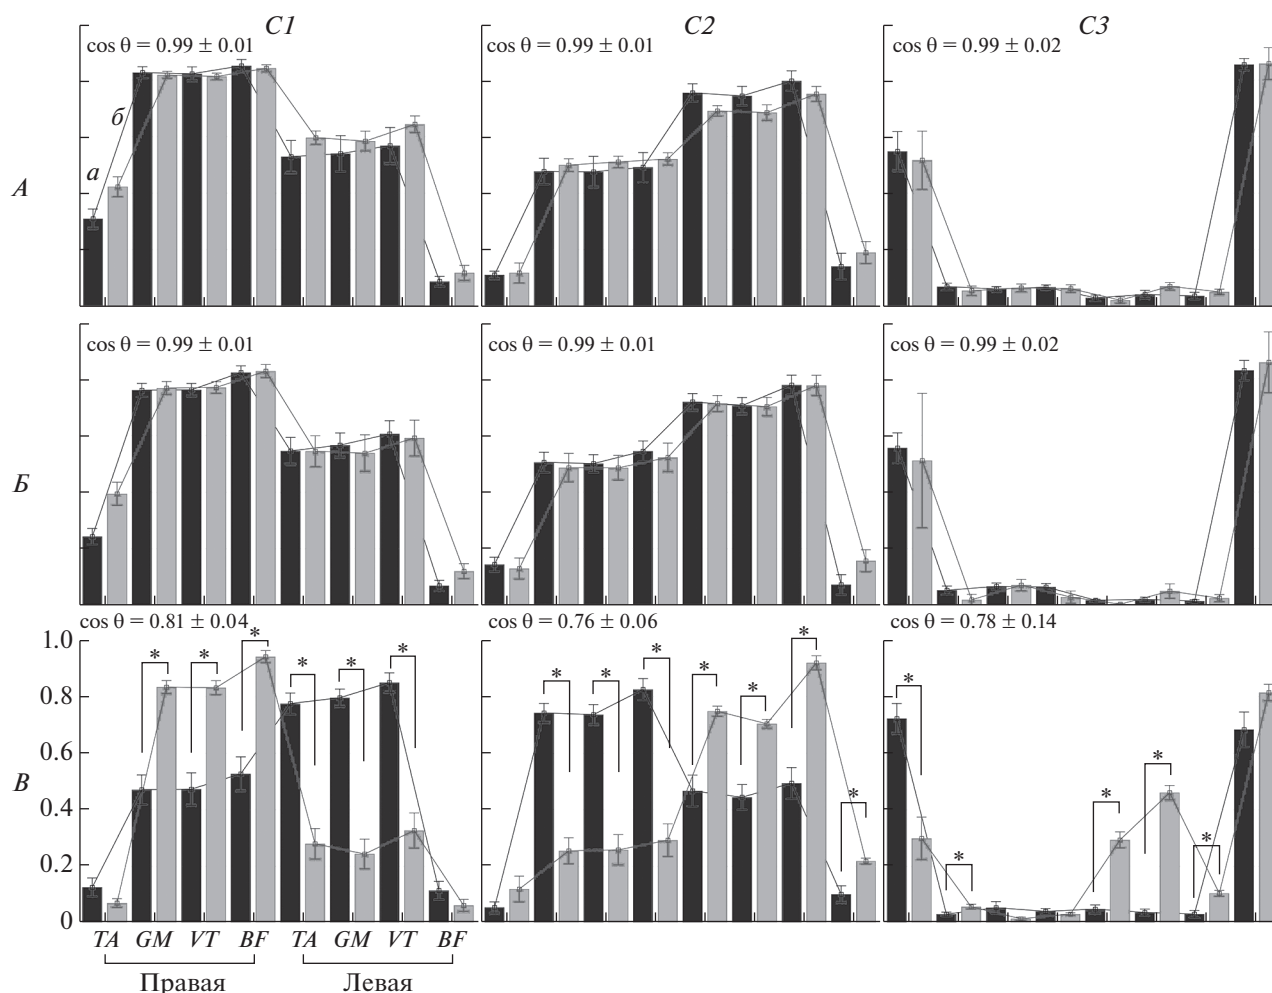 C1 C2 C3
cos θ = 0.99 ± 0.01 cos θ = 0.99 ± 0.01 cos θ = 0.99 ± 0.02
б
а
А
cos θ = 0.99 ± 0.01 cos θ = 0.99 ± 0.01 cos θ = 0.99 ± 0.02
Б
cos θ = 0.81 ± 0.04 cos θ = 0.76 ± 0.06 cos θ = 0.78 ± 0.14
1.0
* * * * * * * * * * * * * * * * * *
0.8
0.6
В
0.4
0.2
0
TA GM VT BF TA GM VT BF
Правая Левая